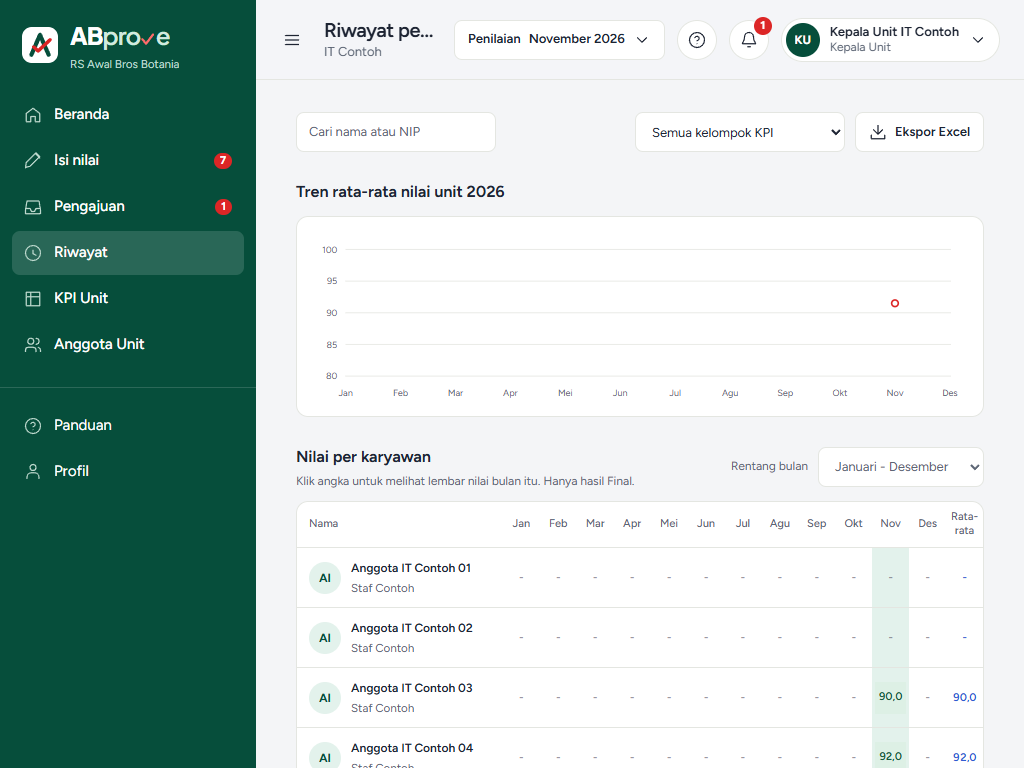 ABprove
RS Awal Bros Botania
Beranda
Isi nilai 7
Pengajuan 1
Riwayat
KPI Unit
Anggota Unit
Panduan
Profil
Riwayat pe...
IT Contoh
Penilaian November 2026
1
KU
Kepala Unit IT Contoh
Kepala Unit
Cari nama atau NIP
Semua kelompok KPI
Ekspor Excel
Tren rata-rata nilai unit 2026
100
95
90
85
80
Jan Feb Mar Apr Mei Jun Jul Agu Sep Okt Nov Des
Nilai per karyawan
Klik angka untuk melihat lembar nilai bulan itu. Hanya hasil Final.
Rentang bulan
Januari - Desember
Nama Jan Feb Mar Apr Mei Jun Jul Agu Sep Okt Nov Des Rata-
rata
AI Anggota IT Contoh 01
Staf Contoh
- - - - - - - - - - - - -
AI Anggota IT Contoh 02
Staf Contoh
- - - - - - - - - - - - -
AI Anggota IT Contoh 03
Staf Contoh
- - - - - - - - - - 90,0 - 90,0
AI Anggota IT Contoh 04
Staf Contoh
- - - - - - - - - - 92,0 - 92,0